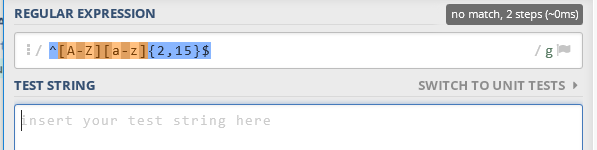 REGULAR EXPRESSION
no match, 2 steps (~0ms)
/ ^[A-Z][a-z]{2,15}$ / g
TEST STRING
SWITCH TO UNIT TESTS
insert your test string here